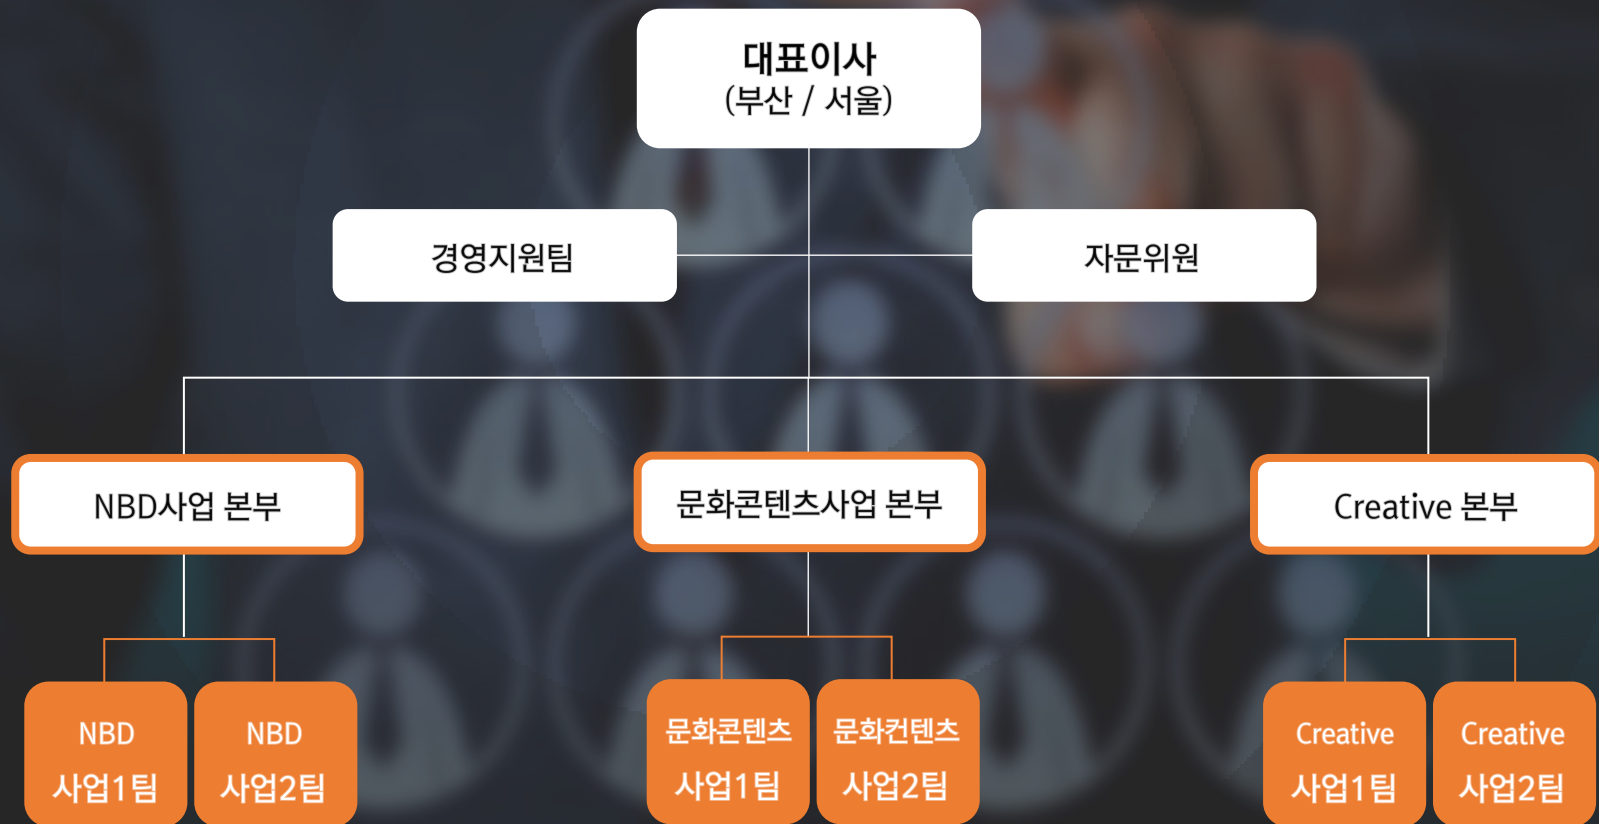 대표이사
(부산 / 서울)
경영지원팀
자문위원
NBD사업 본부
문화콘텐츠사업 본부
Creative 본부
NBD
사업1팀
NBD
사업2팀
문화콘텐츠
사업1팀
문화컨텐츠
사업2팀
Creative
사업1팀
Creative
사업2팀